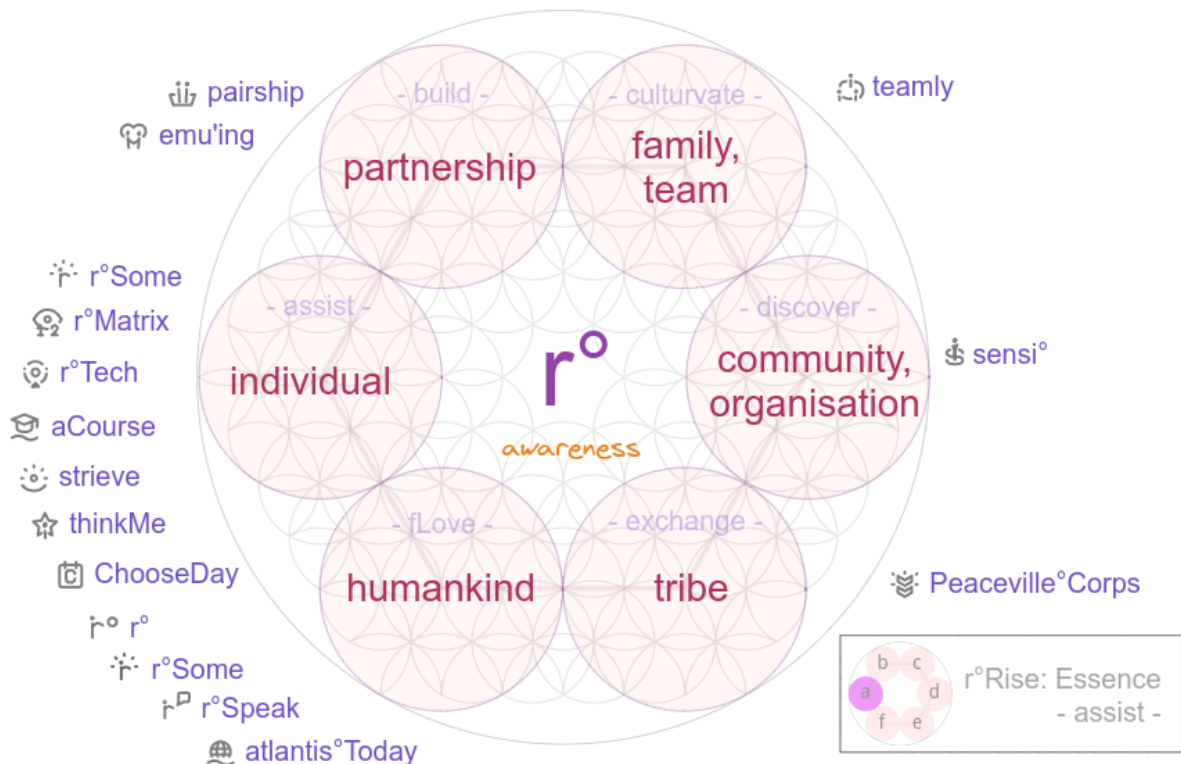 pairship
emu'ing
teamly
- build -
partnership
- culturvate -
family,
team
r°Some
r°Matrix
r°Tech
aCourse
strieve
thinkMe
ChooseDay
r°
r°Some
r°Speak
atlantis°Today
- assist -
individual
r°
awareness
- discover -
community,
organisation
sensi°
- fLove -
humankind
- exchange -
tribe
Peaceville°Corps
b c
a d
f e
r°Rise: Essence
- assist -